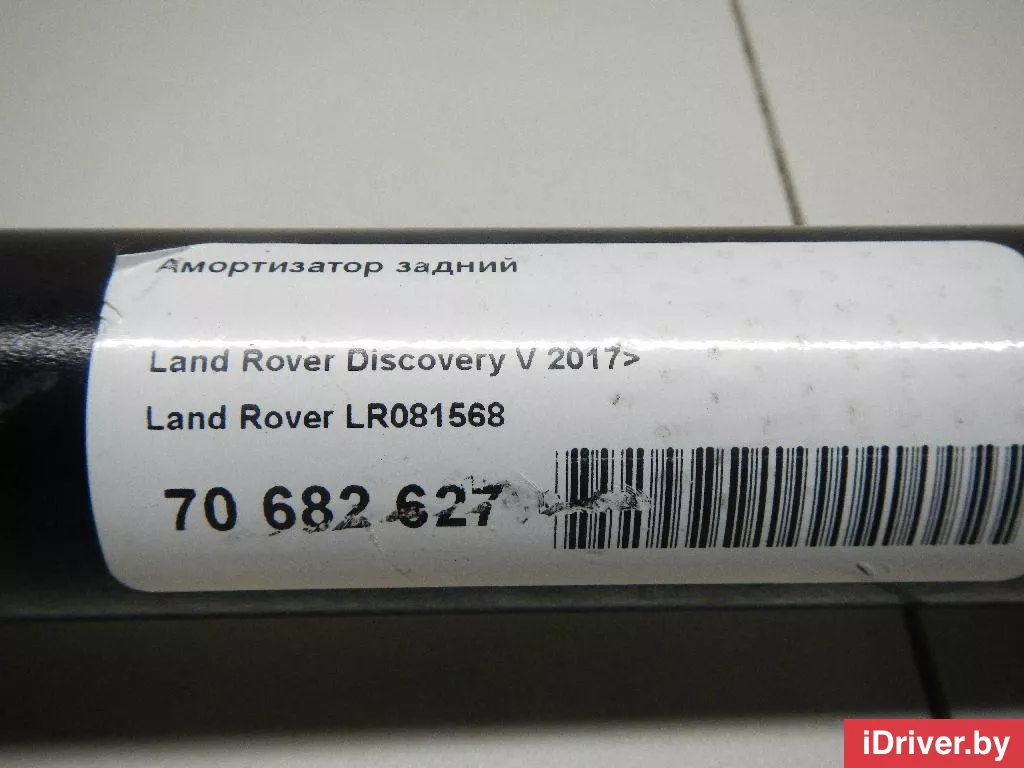 Амортизатор задний
Land Rover Discovery V 2017>
Land Rover LR081568
70 682 627
iDriver.by